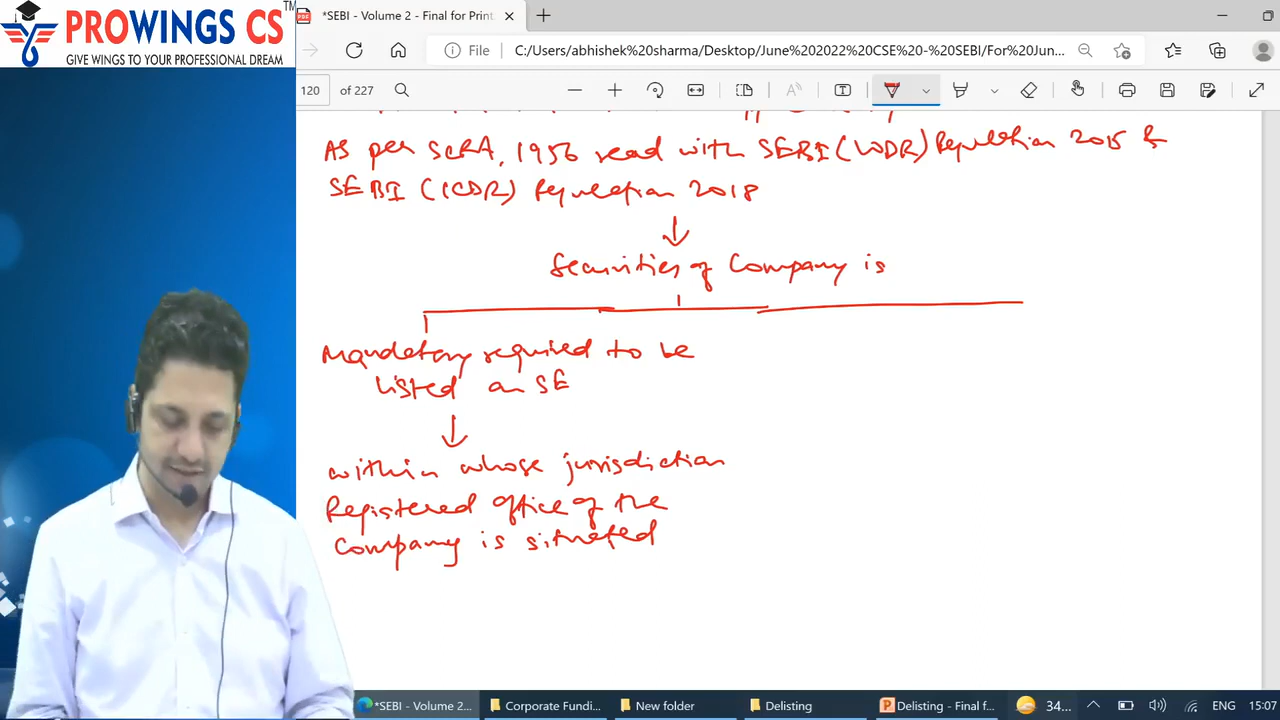 PROWINGS CS™
GIVE WINGS TO YOUR PROFESSIONAL DREAM
*SEBI - Volume 2 - Final for Print
File C:/Users/abhishek%20sharma/Desktop/June%202022%20CSE%20-%20SEBI/For%20Jun...
120 of 227
As per SCRA, 1956 read with SEBI (LODR) Regulation 2015 &
SEBI (ICDR) Regulation 2018
Securities of Company is
Mandatory required to be
listed on SE
within whose jurisdiction
Registered office of the
Company is situated
*SEBI - Volume 2... Corporate Fundi... New folder Delisting Delisting - Final f... 34... ENG 15:07